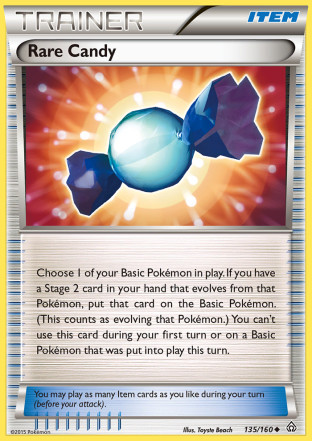 TRAINER ITEM
Rare Candy
Choose 1 of your Basic Pokémon in play. If you have
a Stage 2 card in your hand that evolves from that
Pokémon, put that card on the Basic Pokémon.
(This counts as evolving that Pokémon.) You can't
use this card during your first turn or on a Basic
Pokémon that was put into play this turn.
You may play as many Item cards as you like during your turn
(before your attack).
©2015 Pokémon Illus. Toyste Beach 135/160